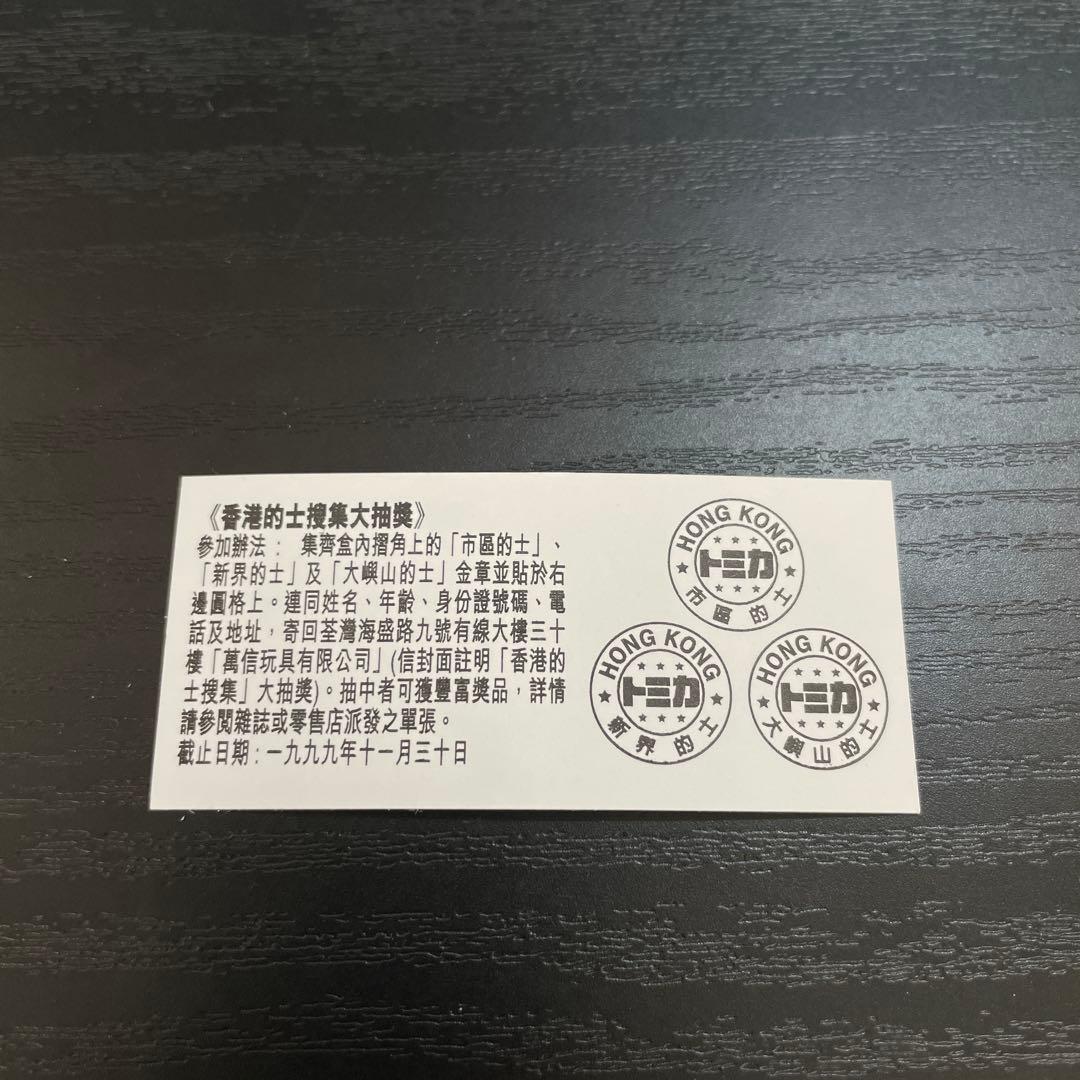 《香港的士搜集大抽獎》
參加辦法： 集齊盒內摺角上的「市區的士」、
「新界的士」及「大嶼山的士」金章並貼於右
邊圓格上。連同姓名、年齡、身份證號碼、電
話及地址，寄回荃灣海盛路九號有線大樓三十
樓「萬信玩具有限公司」(信封面註明「香港的
士搜集」大抽獎)。抽中者可獲豐富獎品，詳情
請參閱雜誌或零售店派發之單張。
截止日期：一九九九年十一月三十日
HONG KONG
トミカ
市區的士
HONG KONG
トミカ
新界的士
HONG KONG
トミカ
大嶼山的士